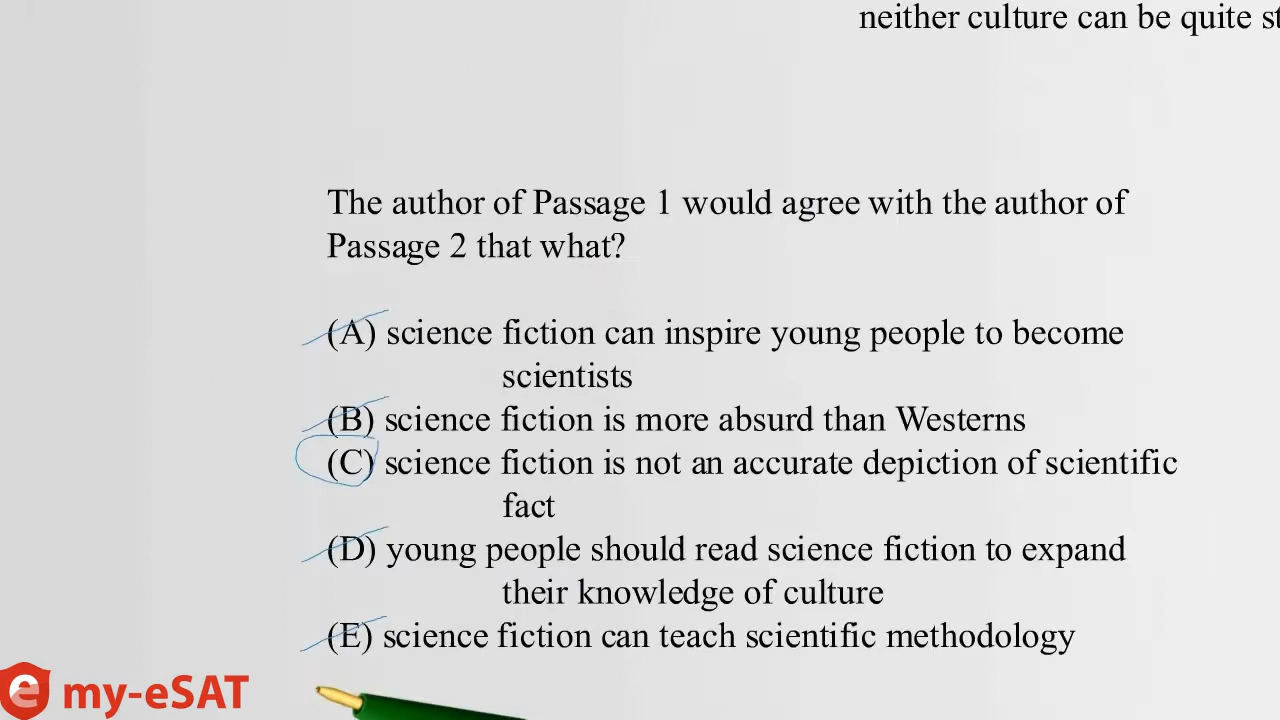 neither culture can be quite
The author of Passage 1 would agree with the author of
Passage 2 that what?
(A) science fiction can inspire young people to become
scientists
(B) science fiction is more absurd than Westerns
(C) science fiction is not an accurate depiction of scientific
fact
(D) young people should read science fiction to expand
their knowledge of culture
(E) science fiction can teach scientific methodology
e my-eSAT